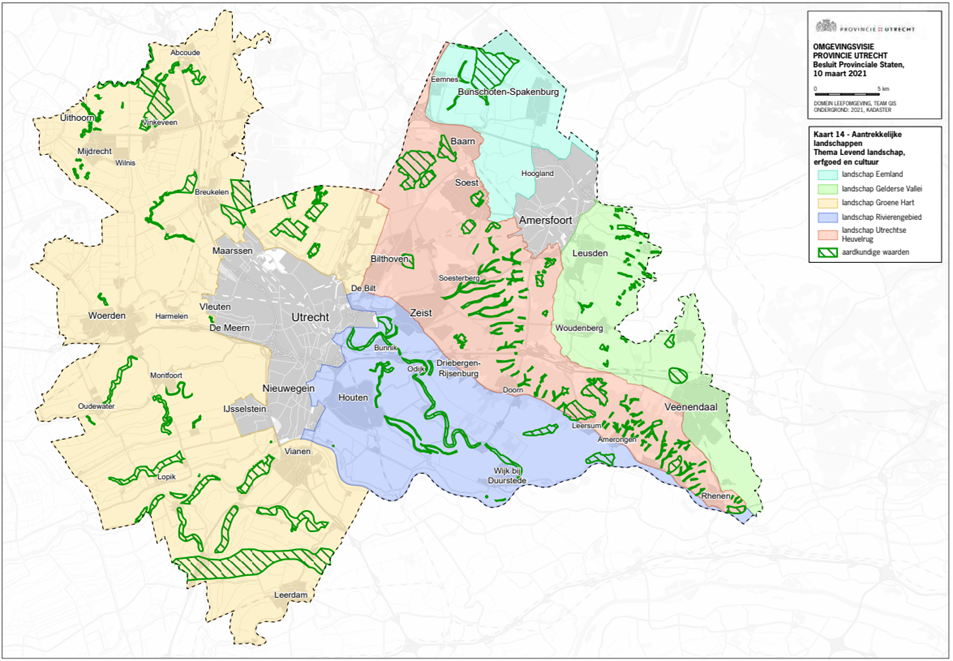 PROVINCIE UTRECHT
OMGEVINGSVISIE
PROVINCIE UTRECHT
Besluit Provinciale Staten,
10 maart 2021
0 5 km
DOMEIN LEEFOMGEVING, TEAM GIS
ONDERGROND: 2021, KADASTER
Kaart 14 - Aantrekkelijke
landschappen
Thema Levend landschap,
erfgoed en cultuur
landschap Eemland
landschap Gelderse Vallei
landschap Groene Hart
landschap Rivierengebied
landschap Utrechtse
Heuvelrug
aardkundige waarden
Abcoude
Eemnes
Bunschoten-Spakenburg
Uithoorn
Vinkeveen
Baarn
Mijdrecht
Wilnis
Hoogland
Soest
Breukelen
Amersfoort
Maarssen
Leusden
Bilthoven
Soesterberg
De Bilt
Vleuten
Woerden
Harmelen
Utrecht
Zeist
De Meern
Woudenberg
Bunnik
Driebergen-
Rijsenburg
Odijk
Montfoort
Nieuwegein
Doorn
Houten
Oudewater
IJsselstein
Veenendaal
Leersum
Amerongen
Vianen
Lopik
Wijk bij
Duurstede
Rhenen
Leerdam